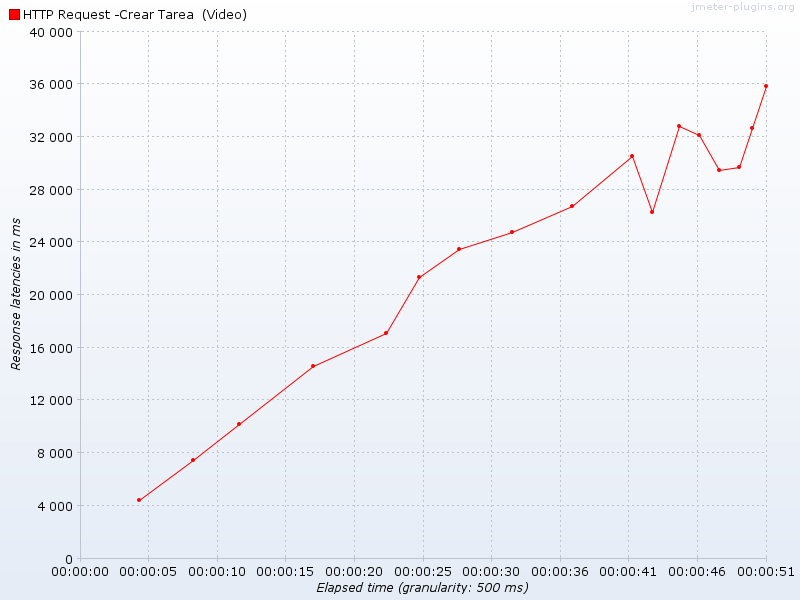 jmeter-plugins.org
HTTP Request -Crear Tarea (Video)
40 000
36 000
32 000
28 000
24 000
20 000
16 000
12 000
8 000
4 000
0
Response latencies in ms
00:00:00 00:00:05 00:00:10 00:00:15 00:00:20 00:00:25 00:00:30 00:00:36 00:00:41 00:00:46 00:00:51
Elapsed time (granularity: 500 ms)